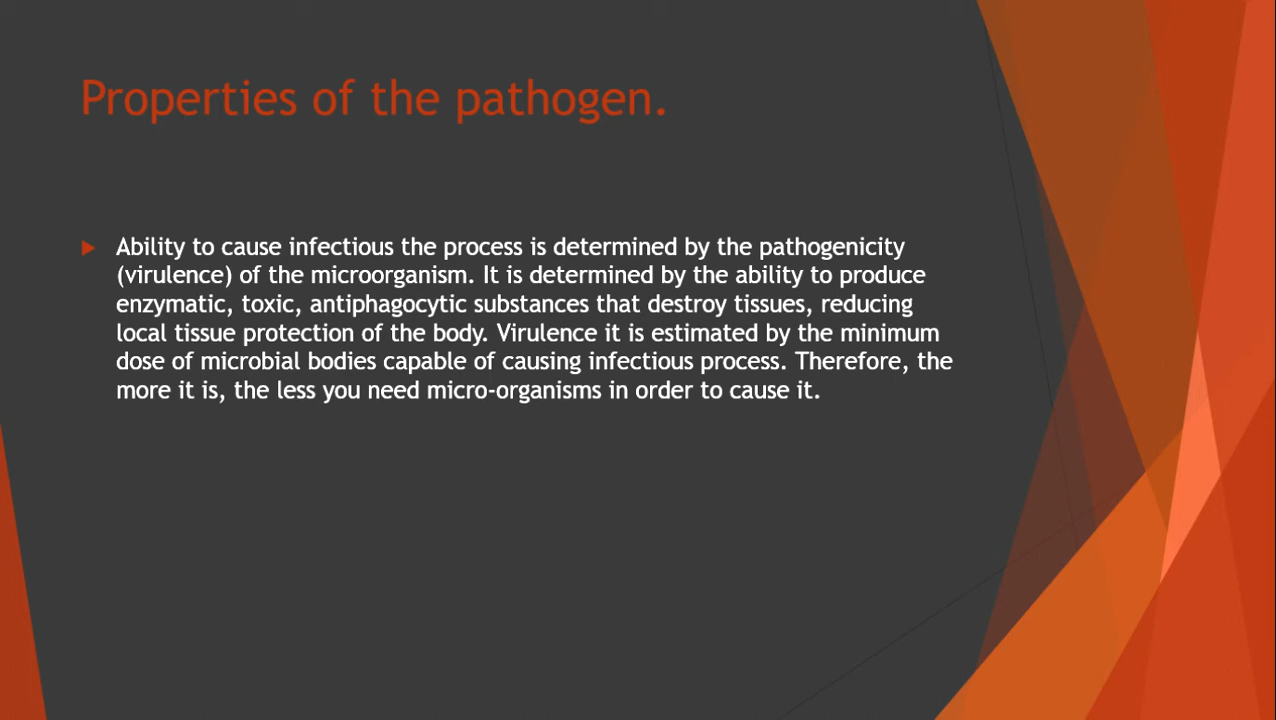 Properties of the pathogen.
Ability to cause infectious the process is determined by the pathogenicity
(virulence) of the microorganism. It is determined by the ability to produce
enzymatic, toxic, antiphagocytic substances that destroy tissues, reducing
local tissue protection of the body. Virulence it is estimated by the minimum
dose of microbial bodies capable of causing infectious process. Therefore, the
more it is, the less you need micro-organisms in order to cause it.